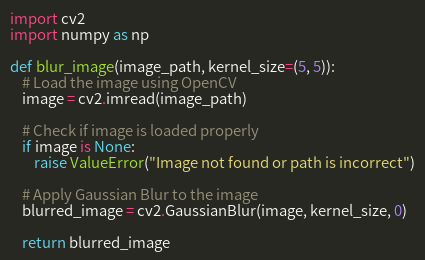 import cv2
import numpy as np

def blur_image(image_path, kernel_size=(5, 5)):
    # Load the image using OpenCV
    image = cv2.imread(image_path)

    # Check if image is loaded properly
    if image is None:
        raise ValueError("Image not found or path is incorrect")

    # Apply Gaussian Blur to the image
    blurred_image = cv2.GaussianBlur(image, kernel_size, 0)

    return blurred_image